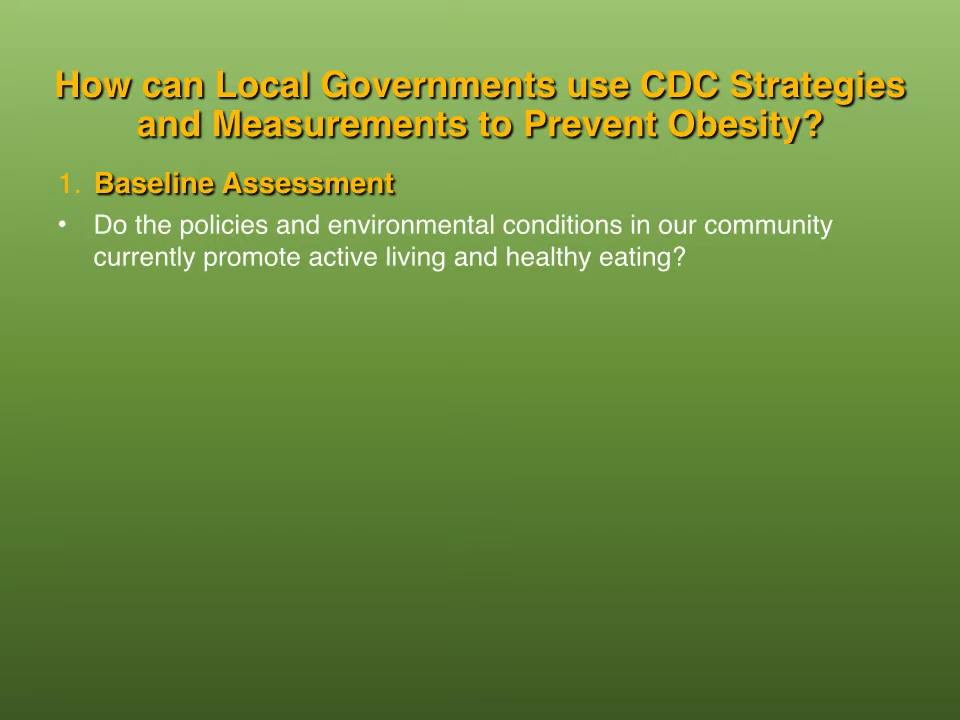 How can Local Governments use CDC Strategies
and Measurements to Prevent Obesity?
1. Baseline Assessment
• Do the policies and environmental conditions in our community
currently promote active living and healthy eating?